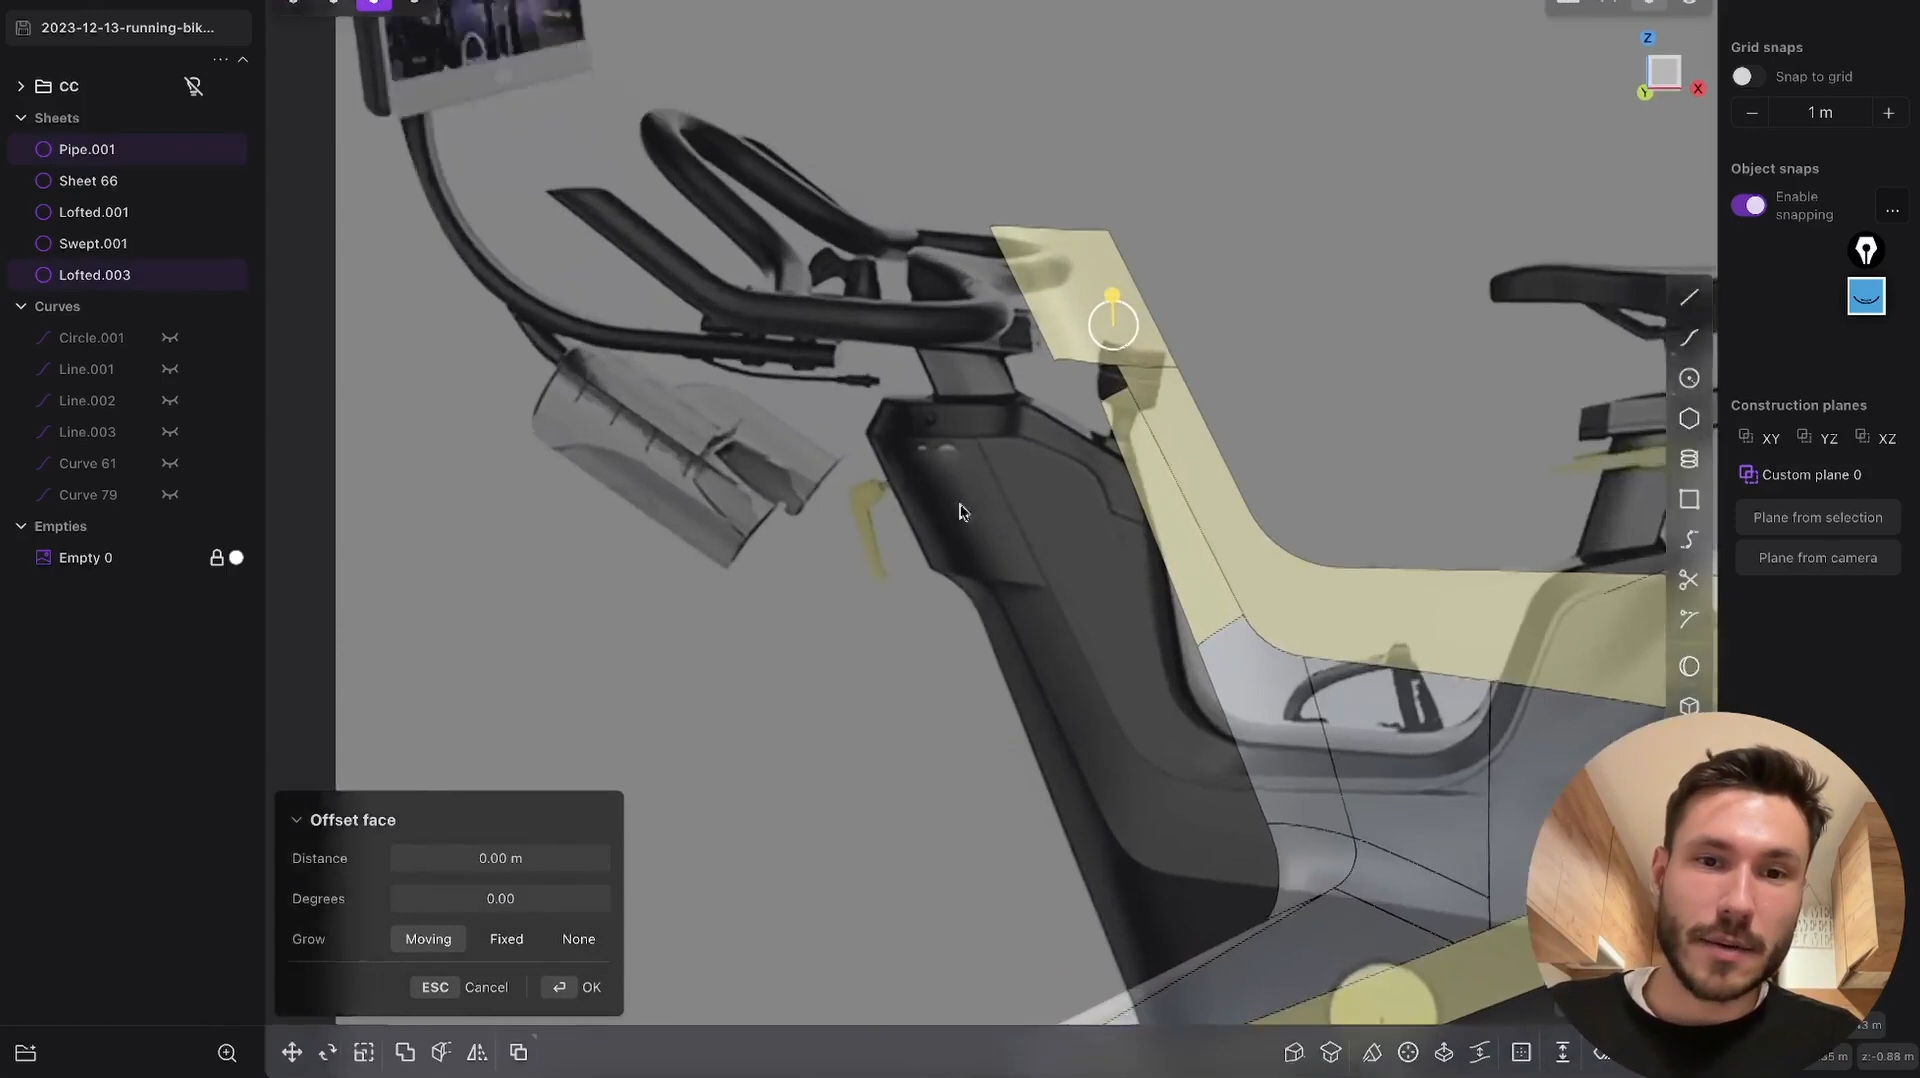 2023-12-13-running-bik...
CC
Sheets
Pipe.001
Sheet 66
Lofted.001
Swept.001
Lofted.003
Curves
Circle.001
Line.001
Line.002
Line.003
Curve 61
Curve 79
Empties
Empty 0
Z
Y
X
Grid snaps
Snap to grid
1 m
Object snaps
Enable
snapping
...
Construction planes
XY YZ XZ
Custom plane 0
Plane from selection
Plane from camera
Offset face
Distance 0.00 m
Degrees 0.00
Grow Moving Fixed None
ESC Cancel OK
z:-0.88 m